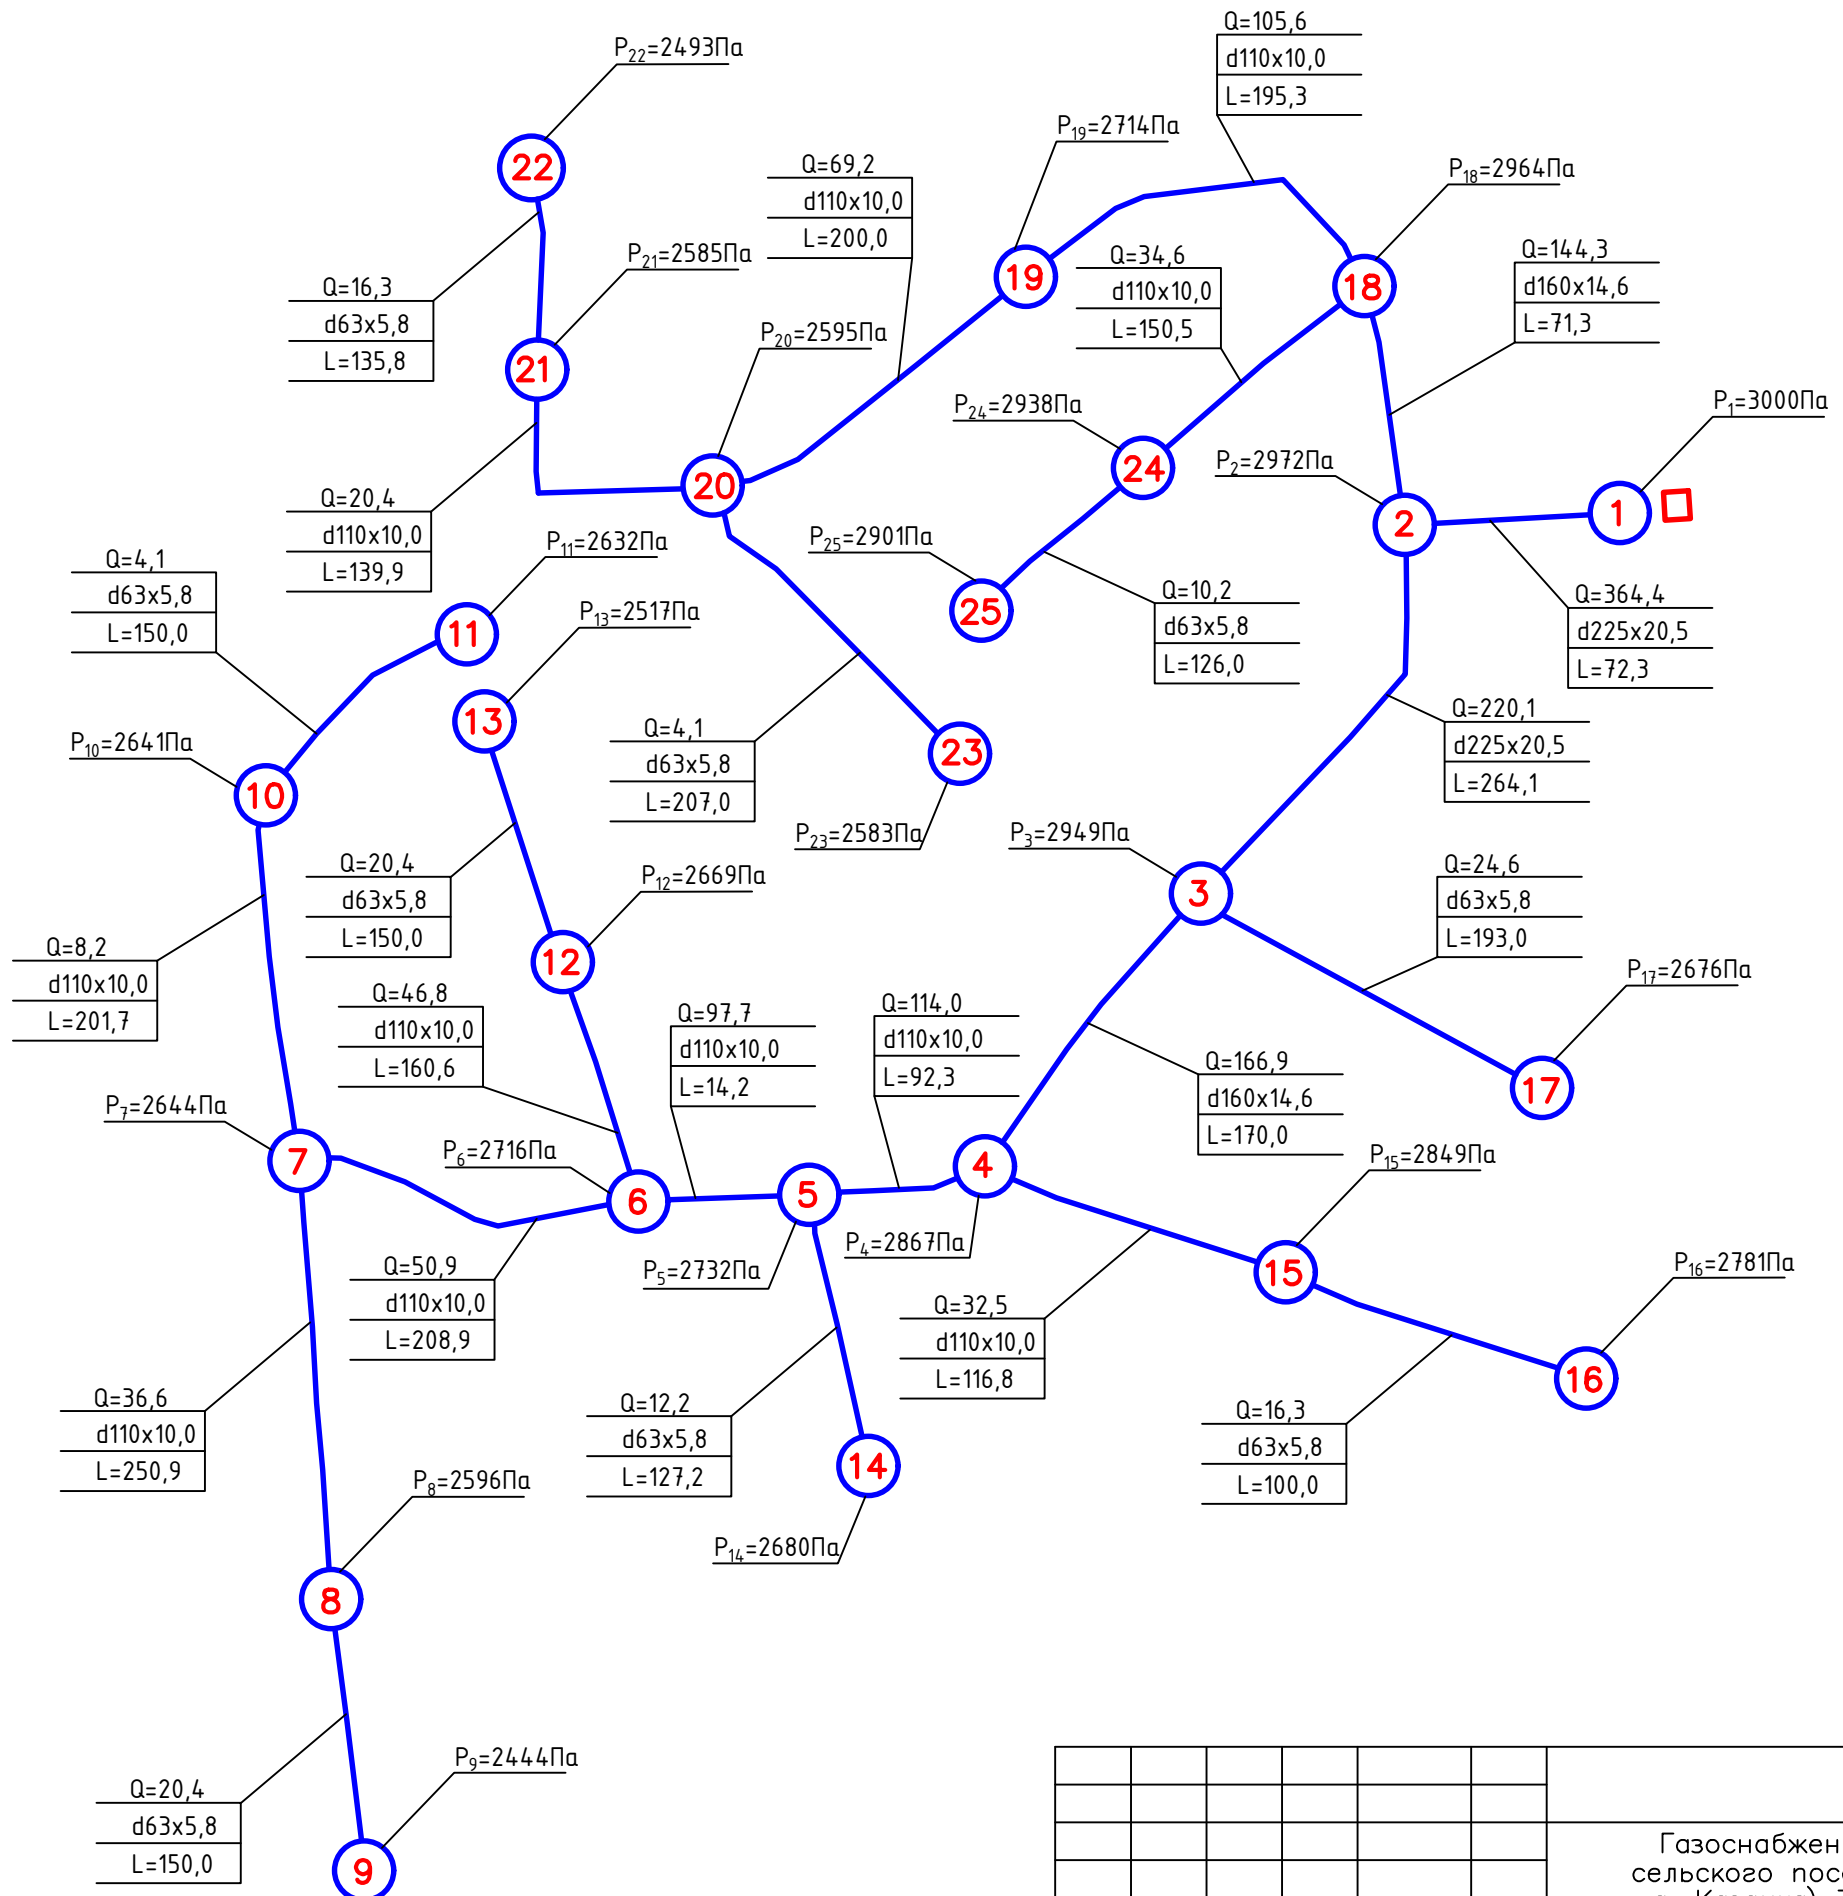 Q=105,6
d110x10,0
L=195,3
P22=2493Па
22
P19=2714Па
Q=69,2
d110x10,0
L=200,0
P18=2964Па
P21=2585Па
Q=16,3
d63x5,8
L=135,8
19
18
Q=34,6
d110x10,0
L=150,5
Q=144,3
d160x14,6
L=71,3
P20=2595Па
21
P24=2938Па
P1=3000Па
24
P2=2972Па
20
Q=20,4
d110x10,0
L=139,9
2
1
P11=2632Па
P25=2901Па
Q=4,1
d63x5,8
L=150,0
25
Q=10,2
d63x5,8
L=126,0
Q=364,4
d225x20,5
L=72,3
11
P13=2517Па
13
P10=2641Па
10
Q=4,1
d63x5,8
L=207,0
23
Q=220,1
d225x20,5
L=264,1
P23=2583Па
P3=2949Па
Q=20,4
d63x5,8
L=150,0
P12=2669Па
3
Q=24,6
d63x5,8
L=193,0
12
Q=8,2
d110x10,0
L=201,7
P17=2676Па
Q=46,8
d110x10,0
L=160,6
Q=97,7
d110x10,0
L=14,2
Q=114,0
d110x10,0
L=92,3
Q=166,9
d160x14,6
L=170,0
17
P7=2644Па
7
P6=2716Па
6
5
4
P15=2849Па
P4=2867Па
P5=2732Па
15
P16=2781Па
Q=50,9
d110x10,0
L=208,9
Q=32,5
d110x10,0
L=116,8
16
Q=36,6
d110x10,0
L=250,9
Q=12,2
d63x5,8
L=127,2
14
Q=16,3
d63x5,8
L=100,0
P8=2596Па
P14=2680Па
8
P9=2444Па
Q=20,4
d63x5,8
L=150,0
9
Газоснабжен
сельского посе